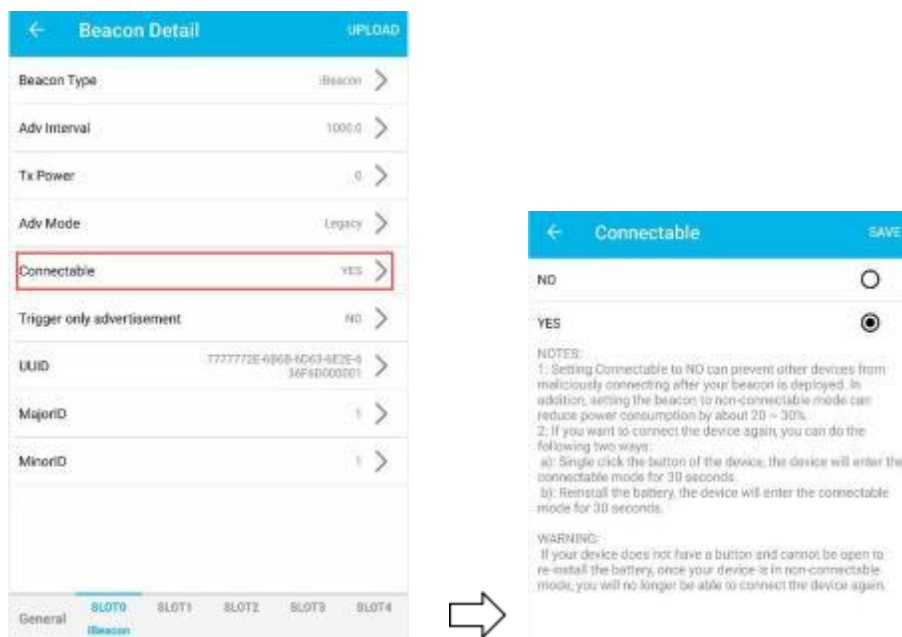 Beacon Detail UPLOAD
Beacon Type iBeacon
Adv Interval 1000.0
Tx Power 0
Adv Mode Legacy
Connectable YES
Trigger only advertisement NO
UUID 7777772E-6B6B-6D63-6E2E-6
36F6D000001
MajorID 1
MinorID 1
General SLOT0 SLOT1 SLOT2 SLOT3 SLOT4
iBeacon
Connectable SAVE
NO
YES
NOTES:
1: Setting Connectable to NO can prevent other devices from
maliciously connecting after your beacon is deployed. In
addition, setting the beacon to non-connectable mode can
reduce power consumption by about 20 ~ 30%.
2: If you want to connect the device again, you can do the
following two ways:
a): Single click the button of the device, the device will enter the
connectable mode for 30 seconds.
b): Reinstall the battery, the device will enter the connectable
mode for 30 seconds.
WARNING:
If your device does not have a button and cannot be open to
re-install the battery, once your device is in non-connectable
mode, you will no longer be able to connect the device again.